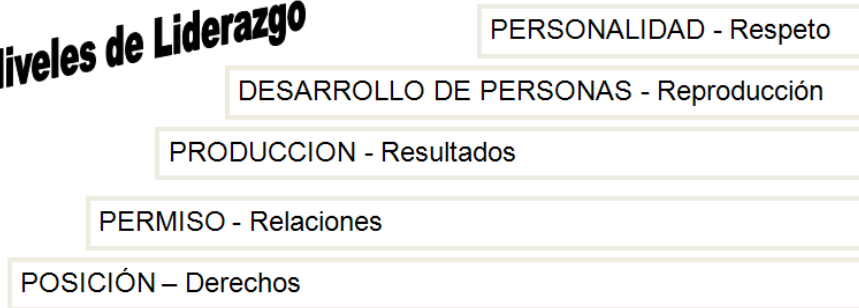 iveles de Liderazgo
PERSONALIDAD - Respeto
DESARROLLO DE PERSONAS - Reproducción
PRODUCCION - Resultados
PERMISO - Relaciones
POSICIÓN – Derechos